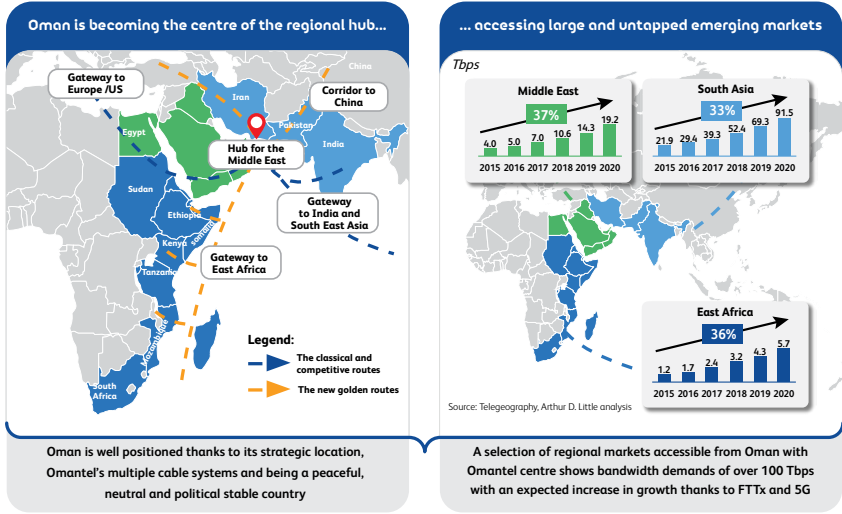 Oman is becoming the centre of the regional hub...
China
Gateway to
Europe /US
Iran
Corridor to
China
Egypt
Pakistan
India
Hub for the
Middle East
Sudan
Ethiopia
Somalia
Gateway
to India and
South East Asia
Kenya
Gateway to
East Africa
Tanzania
Mozambique
South
Africa
Legend:
The classical and
competitive routes
The new golden routes
Oman is well positioned thanks to its strategic location,
Omantel's multiple cable systems and being a peaceful,
neutral and political stable country
... accessing large and untapped emerging markets
Tbps
Middle East
37%
4.0 5.0 7.0 10.6 14.3 19.2
2015 2016 2017 2018 2019 2020
South Asia
33%
21.9 29.4 39.3 52.4 69.3 91.5
2015 2016 2017 2018 2019 2020
East Africa
36%
1.2 1.7 2.4 3.2 4.3 5.7
2015 2016 2017 2018 2019 2020
Source: Telegeography, Arthur D. Little analysis
A selection of regional markets accessible from Oman with
Omantel centre shows bandwidth demands of over 100 Tbps
with an expected increase in growth thanks to FTTx and 5G